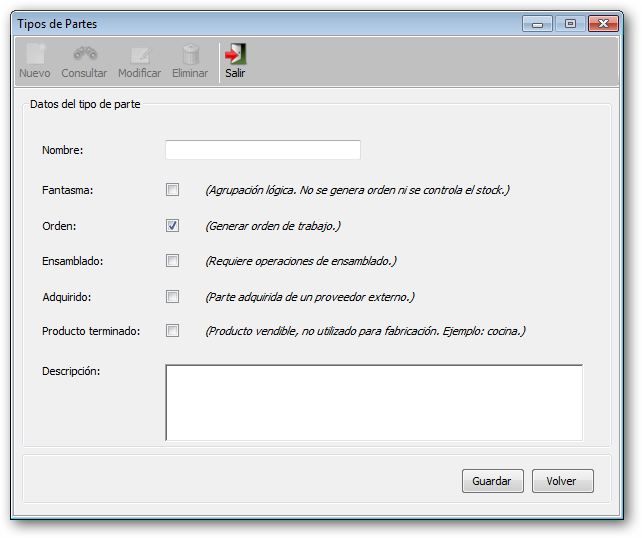 Tipos de Partes
Nuevo Consultar Modificar Eliminar Salir
Datos del tipo de parte
Nombre:
Fantasma: (Agrupación lógica. No se genera orden ni se controla el stock.)
Orden: (Generar orden de trabajo.)
Ensamblado: (Requiere operaciones de ensamblado.)
Adquirido: (Parte adquirida de un proveedor externo.)
Producto terminado: (Producto vendible, no utilizado para fabricación. Ejemplo: cocina.)
Descripción:
Guardar Volver